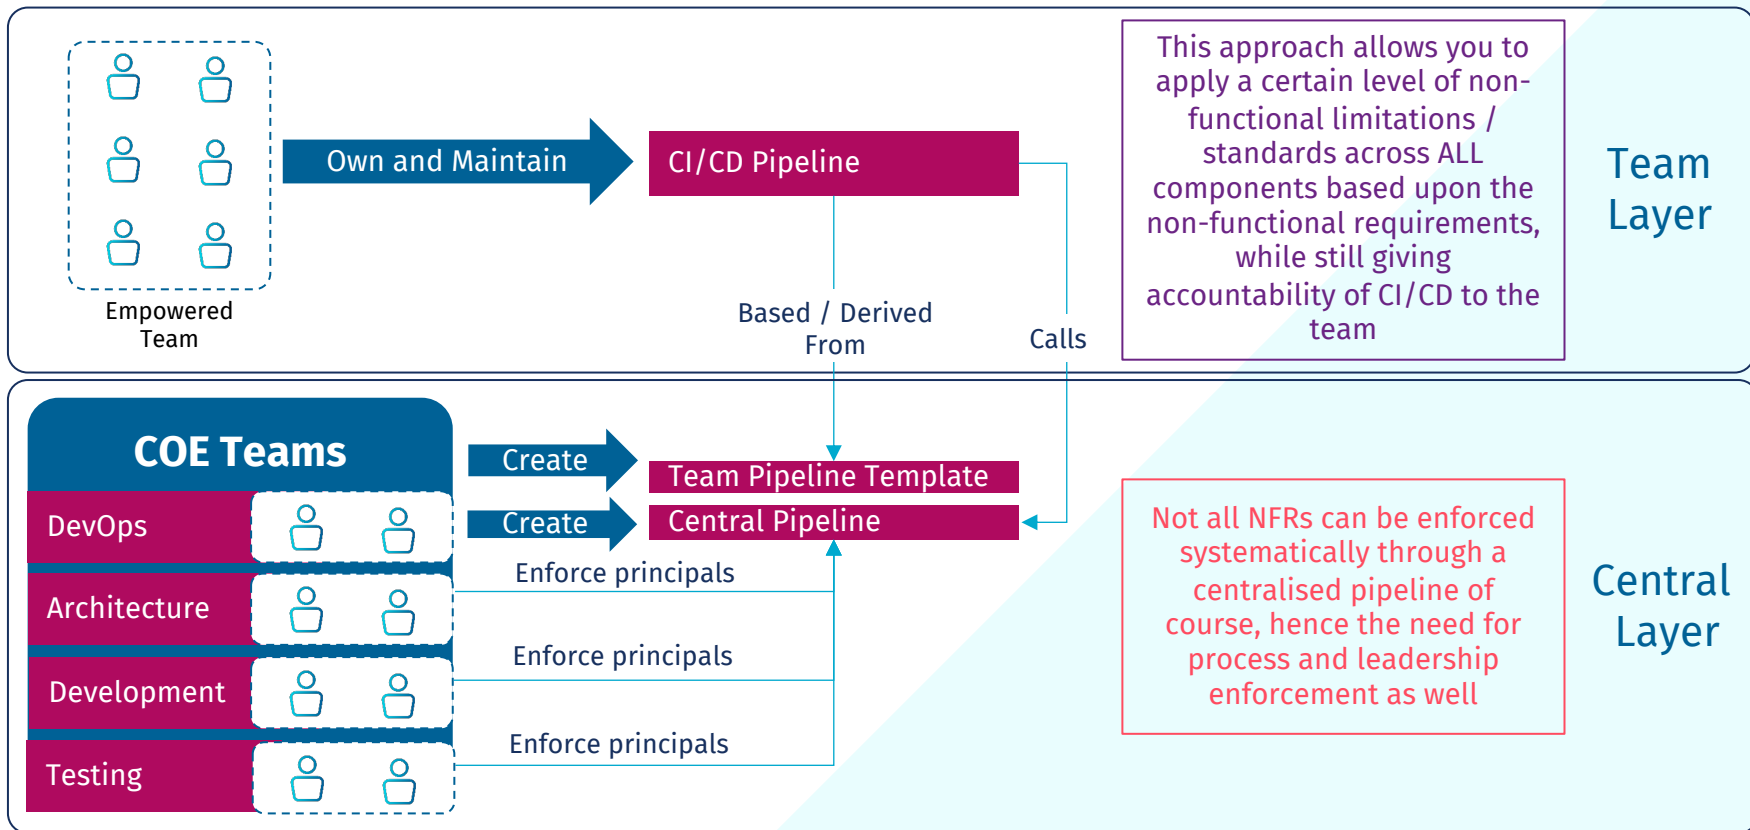 Empowered
Team
Own and Maintain
CI/CD Pipeline
Based / Derived
From
Calls
This approach allows you to
apply a certain level of non-
functional limitations /
standards across ALL
components based upon the
non-functional requirements,
while still giving
accountability of CI/CD to the
team
Team
Layer
COE Teams
DevOps
Architecture
Development
Testing
Create
Create
Team Pipeline Template
Central Pipeline
Enforce principals
Enforce principals
Enforce principals
Not all NFRs can be enforced
systematically through a
centralised pipeline of
course, hence the need for
process and leadership
enforcement as well
Central
Layer